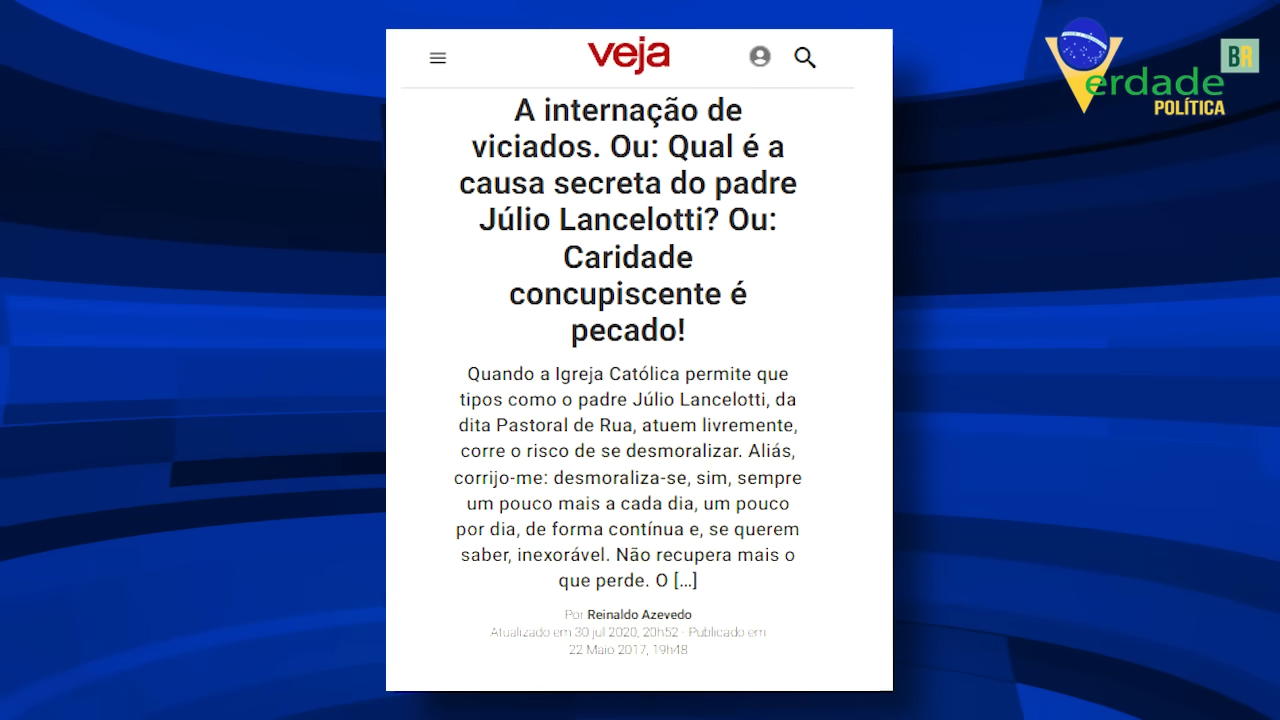 veja
A internação de
viciados. Ou: Qual é a
causa secreta do padre
Júlio Lancelotti? Ou:
Caridade
concupiscente é
pecado!
Quando a Igreja Católica permite que
tipos como o padre Júlio Lancelotti, da
dita Pastoral de Rua, atuem livremente,
corre o risco de se desmoralizar. Aliás,
corrijo-me: desmoraliza-se, sim, sempre
um pouco mais a cada dia, um pouco
por dia, de forma contínua e, se querem
saber, inexorável. Não recupera mais o
que perde. O [...]
Por Reinaldo Azevedo
Atualizado em 30 jul 2020, 20h52 - Publicado em
22 Maio 2017, 19h48
Verdade
POLÍTICA
BR